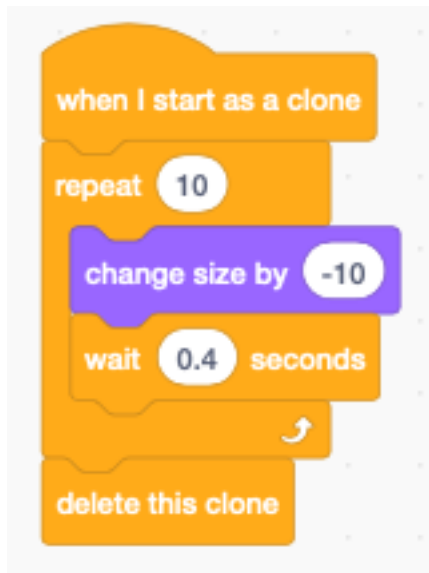 when I start as a clone
repeat 10
change size by -10
wait 0.4 seconds
delete this clone